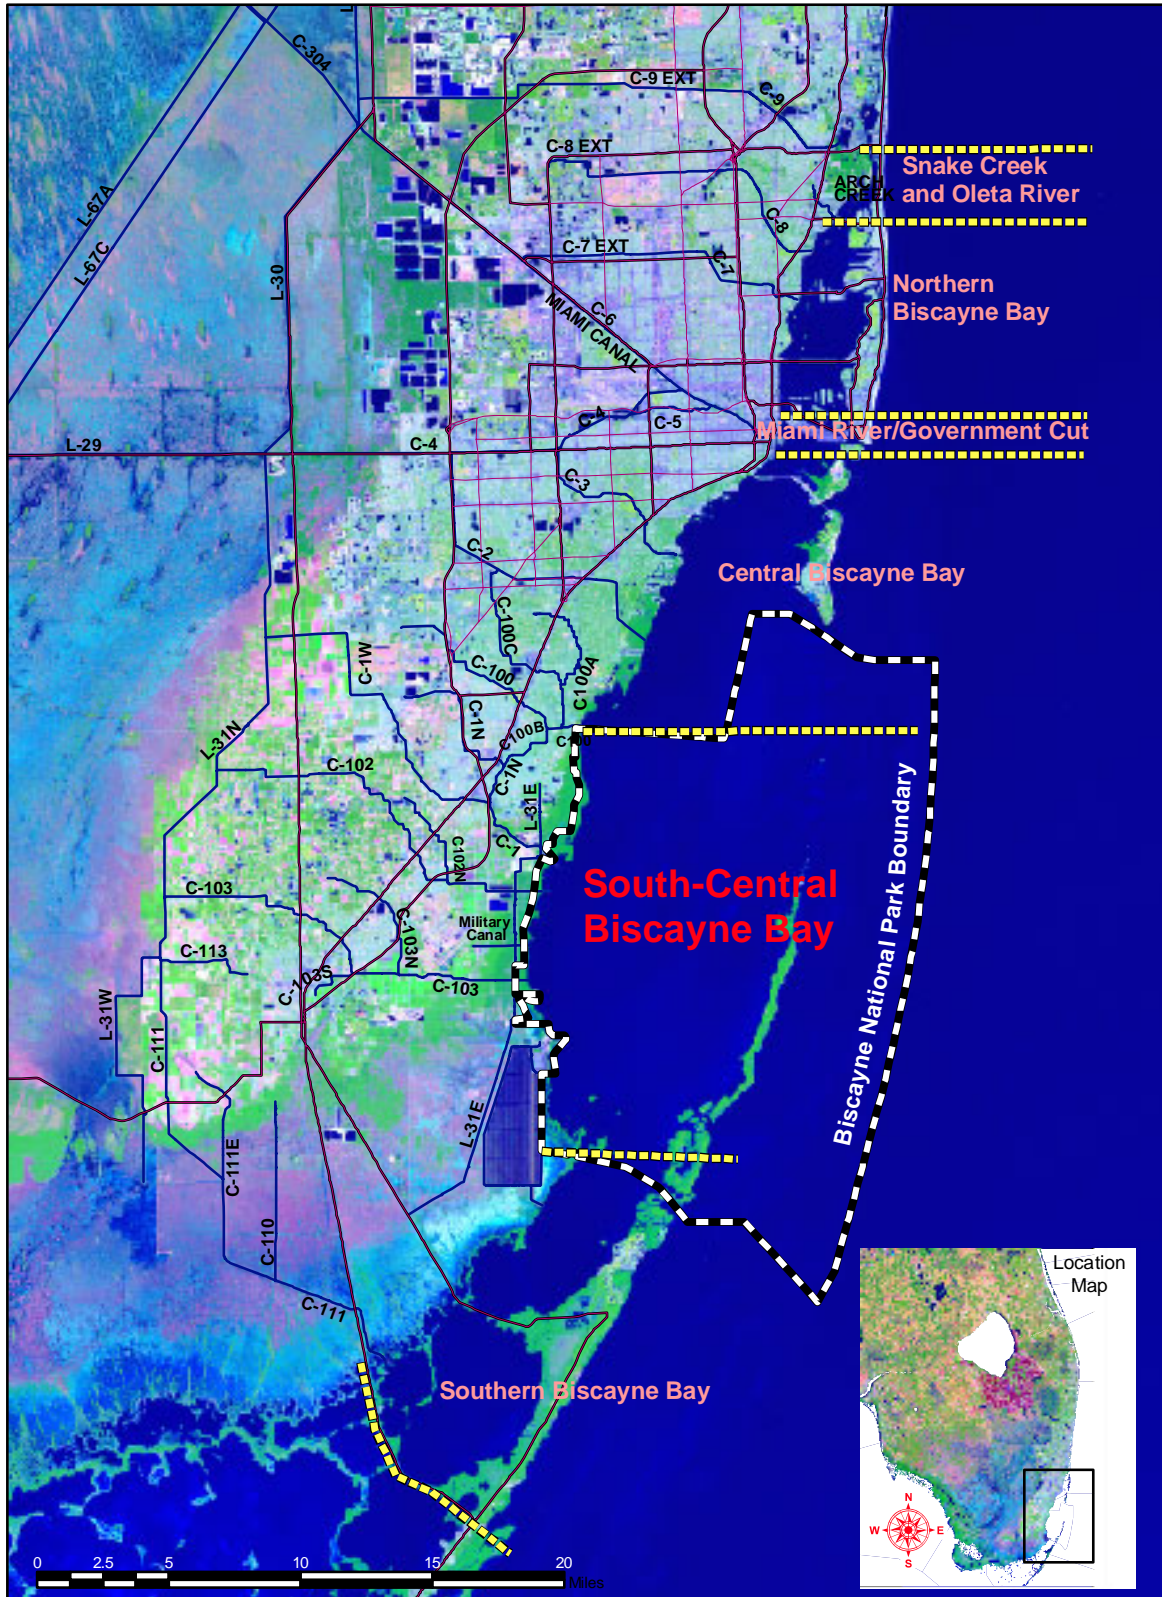 C-304
L-
C-9 EXT
C-9
C-8 EXT
Snake Creek
and Oleta River
ARCH
CREEK
L-67A
L-67C
L-30
C-8
C-7 EXT
C-7
Northern
Biscayne Bay
C-6
MIAMI CANAL
C-4
C-5
Miami River/Government Cut
L-29
C-4
C-3
C-2
Central Biscayne Bay
C-100C
C-1W
C-100
C100A
C-1N
C100B
C100
L-31N
C-102
C-1N
L-31E
C-1
C102N
South-Central
Biscayne Bay
C-103
Military
Canal
C-103N
C-113
C-103S
C-103
L-31W
C-111
Biscayne National Park Boundary
L-31E
C-111E
C-110
C-111
Location
Map
Southern Biscayne Bay
N
W
E
S
0
2.5
5
10
15
20
Miles